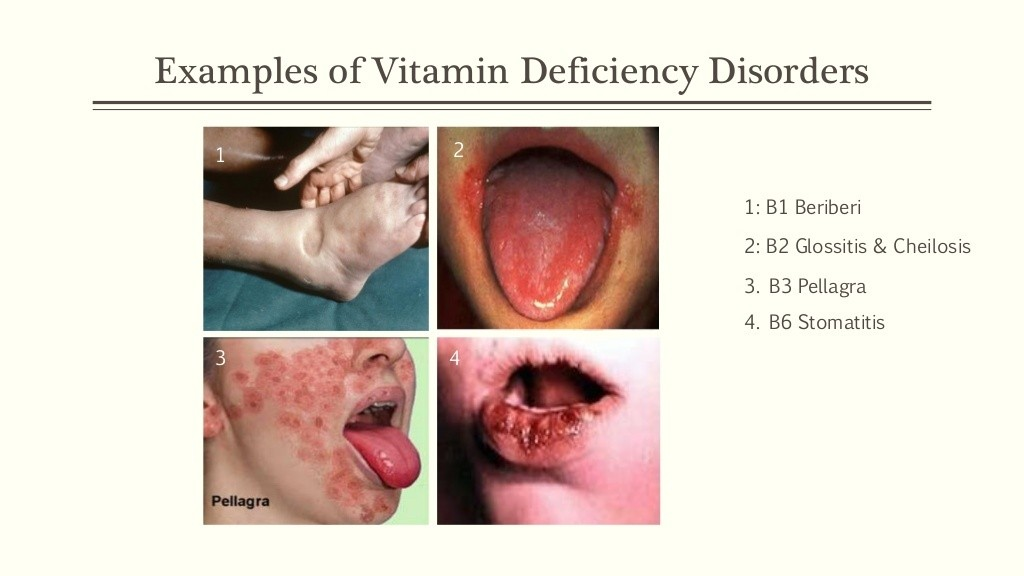 Examples of Vitamin Deficiency Disorders
1
2
3
4
Pellagra
1: B1 Beriberi
2: B2 Glossitis & Cheilosis
3. B3 Pellagra
4. B6 Stomatitis